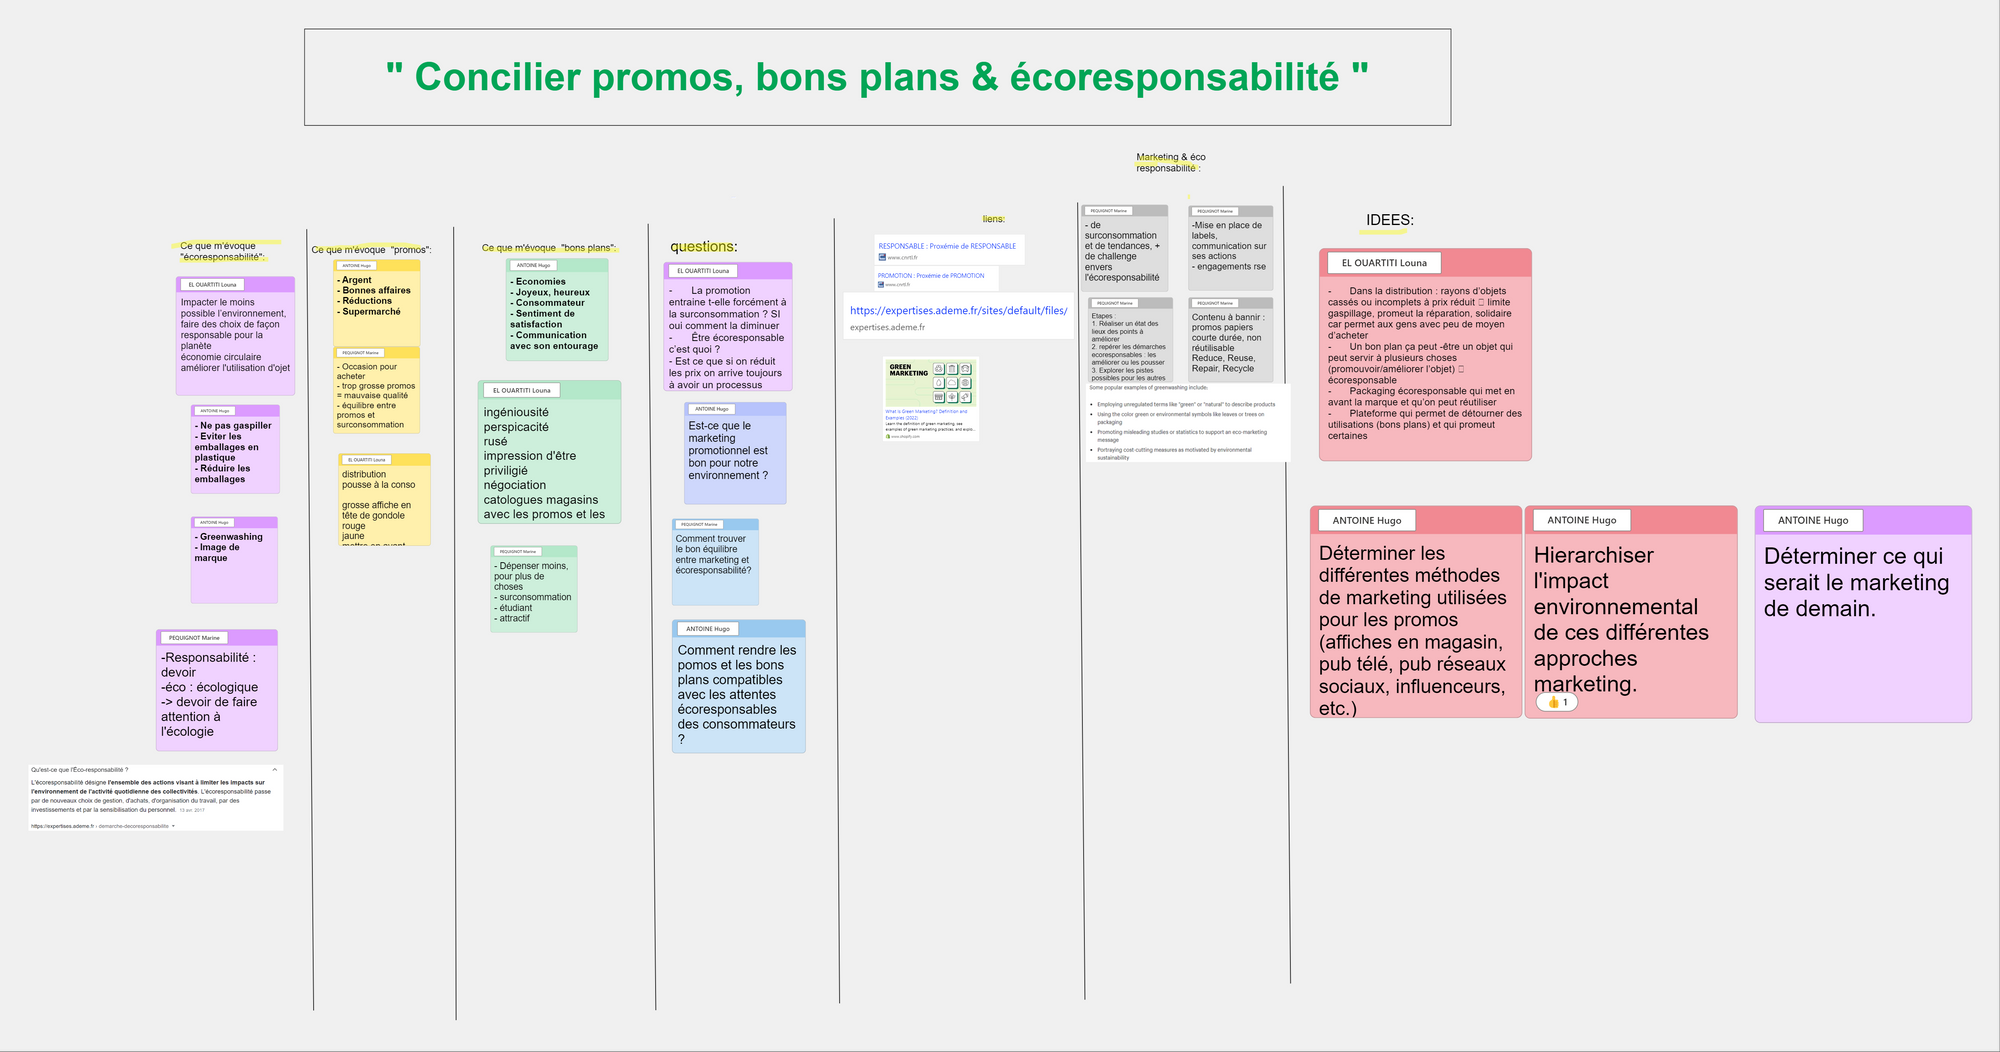 " Concilier promos, bons plans & écoresponsabilité "
Ce que m'évoque
"écoresponsabilité":
EL OUARTITI Louna
Impacter le moins
possible l'environnement,
faire des choix de façon
responsable pour la
planète
économie circulaire
améliorer l'utilisation d'ojet
ANTOINE Hugo
- Ne pas gaspiller
- Eviter les
emballages en
plastique
- Réduire les
emballages
ANTOINE Hugo
- Greenwashing
- Image de
marque
PEQUIGNOT Marine
-Responsabilité :
devoir
-éco : écologique
-> devoir de faire
attention à
l'écologie
Qu'est-ce que l'Éco-responsabilité ?
L'écoresponsabilité désigne l'ensemble des actions visant à limiter les impacts sur
l'environnement de l'activité quotidienne des collectivités. L'écoresponsabilité passe
par de nouveaux choix de gestion, d'achats, d'organisation du travail, par des
investissements et par la sensibilisation du personnel. 13 avr. 2017
https://expertises.ademe.fr › demarche-decoresponsabilite
Ce que m'évoque "promos":
ANTOINE Hugo
- Argent
- Bonnes affaires
- Réductions
- Supermarché
PEQUIGNOT Marine
- Occasion pour
acheter
- trop grosse promos
= mauvaise qualité
- équilibre entre
promos et
surconsommation
EL OUARTITI Louna
distribution
pousse à la conso
grosse affiche en
tête de gondole
rouge
jaune
mettre en avant
Ce que m'évoque "bons plans":
ANTOINE Hugo
- Economies
- Joyeux, heureux
- Consommateur
- Sentiment de
satisfaction
- Communication
avec son entourage
EL OUARTITI Louna
ingéniousité
perspicacité
rusé
impression d'être
priviligié
négociation
catologues magasins
avec les promos et les
PEQUIGNOT Marine
- Dépenser moins,
pour plus de
choses
- surconsommation
- étudiant
- attractif
questions:
EL OUARTITI Louna
- La promotion
entraine t-elle forcément à
la surconsommation ? SI
oui comment la diminuer
- Être écoresponsable
c'est quoi ?
- Est ce que si on réduit
les prix on arrive toujours
à avoir un processus
ANTOINE Hugo
Est-ce que le
marketing
promotionnel est
bon pour notre
environnement ?
PEQUIGNOT Marine
Comment trouver
le bon équilibre
entre marketing et
écoresponsabilité?
ANTOINE Hugo
Comment rendre les
pomos et les bons
plans compatibles
avec les attentes
écoresponsables
des consommateurs
?
liens:
RESPONSABLE : Proxémie de RESPONSABLE
www.cnrtl.fr
PROMOTION : Proxémie de PROMOTION
www.cnrtl.fr
https://expertises.ademe.fr/sites/default/files/
expertises.ademe.fr
GREEN
MARKETING
What Is Green Marketing? Definition and
Examples (2022)
Learn the definition of green marketing, see
examples of green marketing practices, and explo...
www.shopify.com
Marketing & éco
responsabilité :
PEQUIGNOT Marine
- de
surconsommation
et de tendances, +
de challenge
envers
l'écoresponsabilité
PEQUIGNOT Marine
-Mise en place de
labels,
communication sur
ses actions
- engagements rse
PEQUIGNOT Marine
Etapes :
1. Réaliser un état des
lieux des points à
améliorer
2. repérer les démarches
ecoresponsables : les
améliorer ou les pousser
3. Explorer les pistes
possibles pour les autres
PEQUIGNOT Marine
Contenu à bannir :
promos papiers
courte durée, non
réutilisable
Reduce, Reuse,
Repair, Recycle
Some popular examples of greenwashing include;
• Employing unregulated terms like "green" or "natural" to describe products
• Using the color green or environmental symbols like leaves or trees on
packaging
• Promoting misleading studies or statistics to support an eco-marketing
message
• Portraying cost-cutting measures as motivated by environmental
sustainability
IDEES:
EL OUARTITI Louna
- Dans la distribution : rayons d'objets
cassés ou incomplets à prix réduit limite
gaspillage, promeut la réparation, solidaire
car permet aux gens avec peu de moyen
d'acheter
- Un bon plan ça peut -être un objet qui
peut servir à plusieurs choses
(promouvoir/améliorer l'objet)
écoresponsable
- Packaging écoresponsable qui met en
avant la marque et qu'on peut réutiliser
- Plateforme qui permet de détourner des
utilisations (bons plans) et qui promeut
certaines
ANTOINE Hugo
Déterminer les
différentes méthodes
de marketing utilisées
pour les promos
(affiches en magasin,
pub télé, pub réseaux
sociaux, influenceurs,
etc.)
ANTOINE Hugo
Hierarchiser
l'impact
environnemental
de ces différentes
approches
marketing.
👍 1
ANTOINE Hugo
Déterminer ce qui
serait le marketing
de demain.